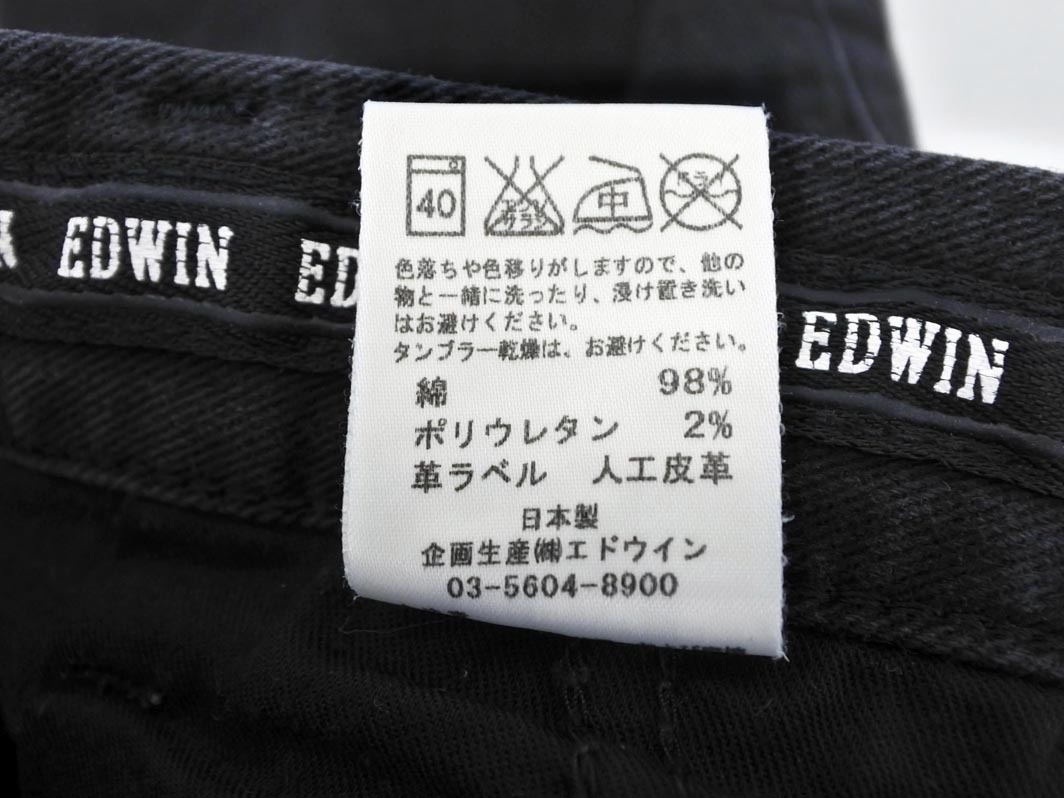 40 エンソ サラシ 中 ドライ
色落ちや色移りがしますので、他の
物と一緒に洗ったり、浸け置き洗い
はお避けください。
タンブラー乾燥は、お避けください。
綿 98%
ポリウレタン 2%
革ラベル 人工皮革
日本製
企画生産㈱エドウイン
03-5604-8900
EDWIN ED EDWIN